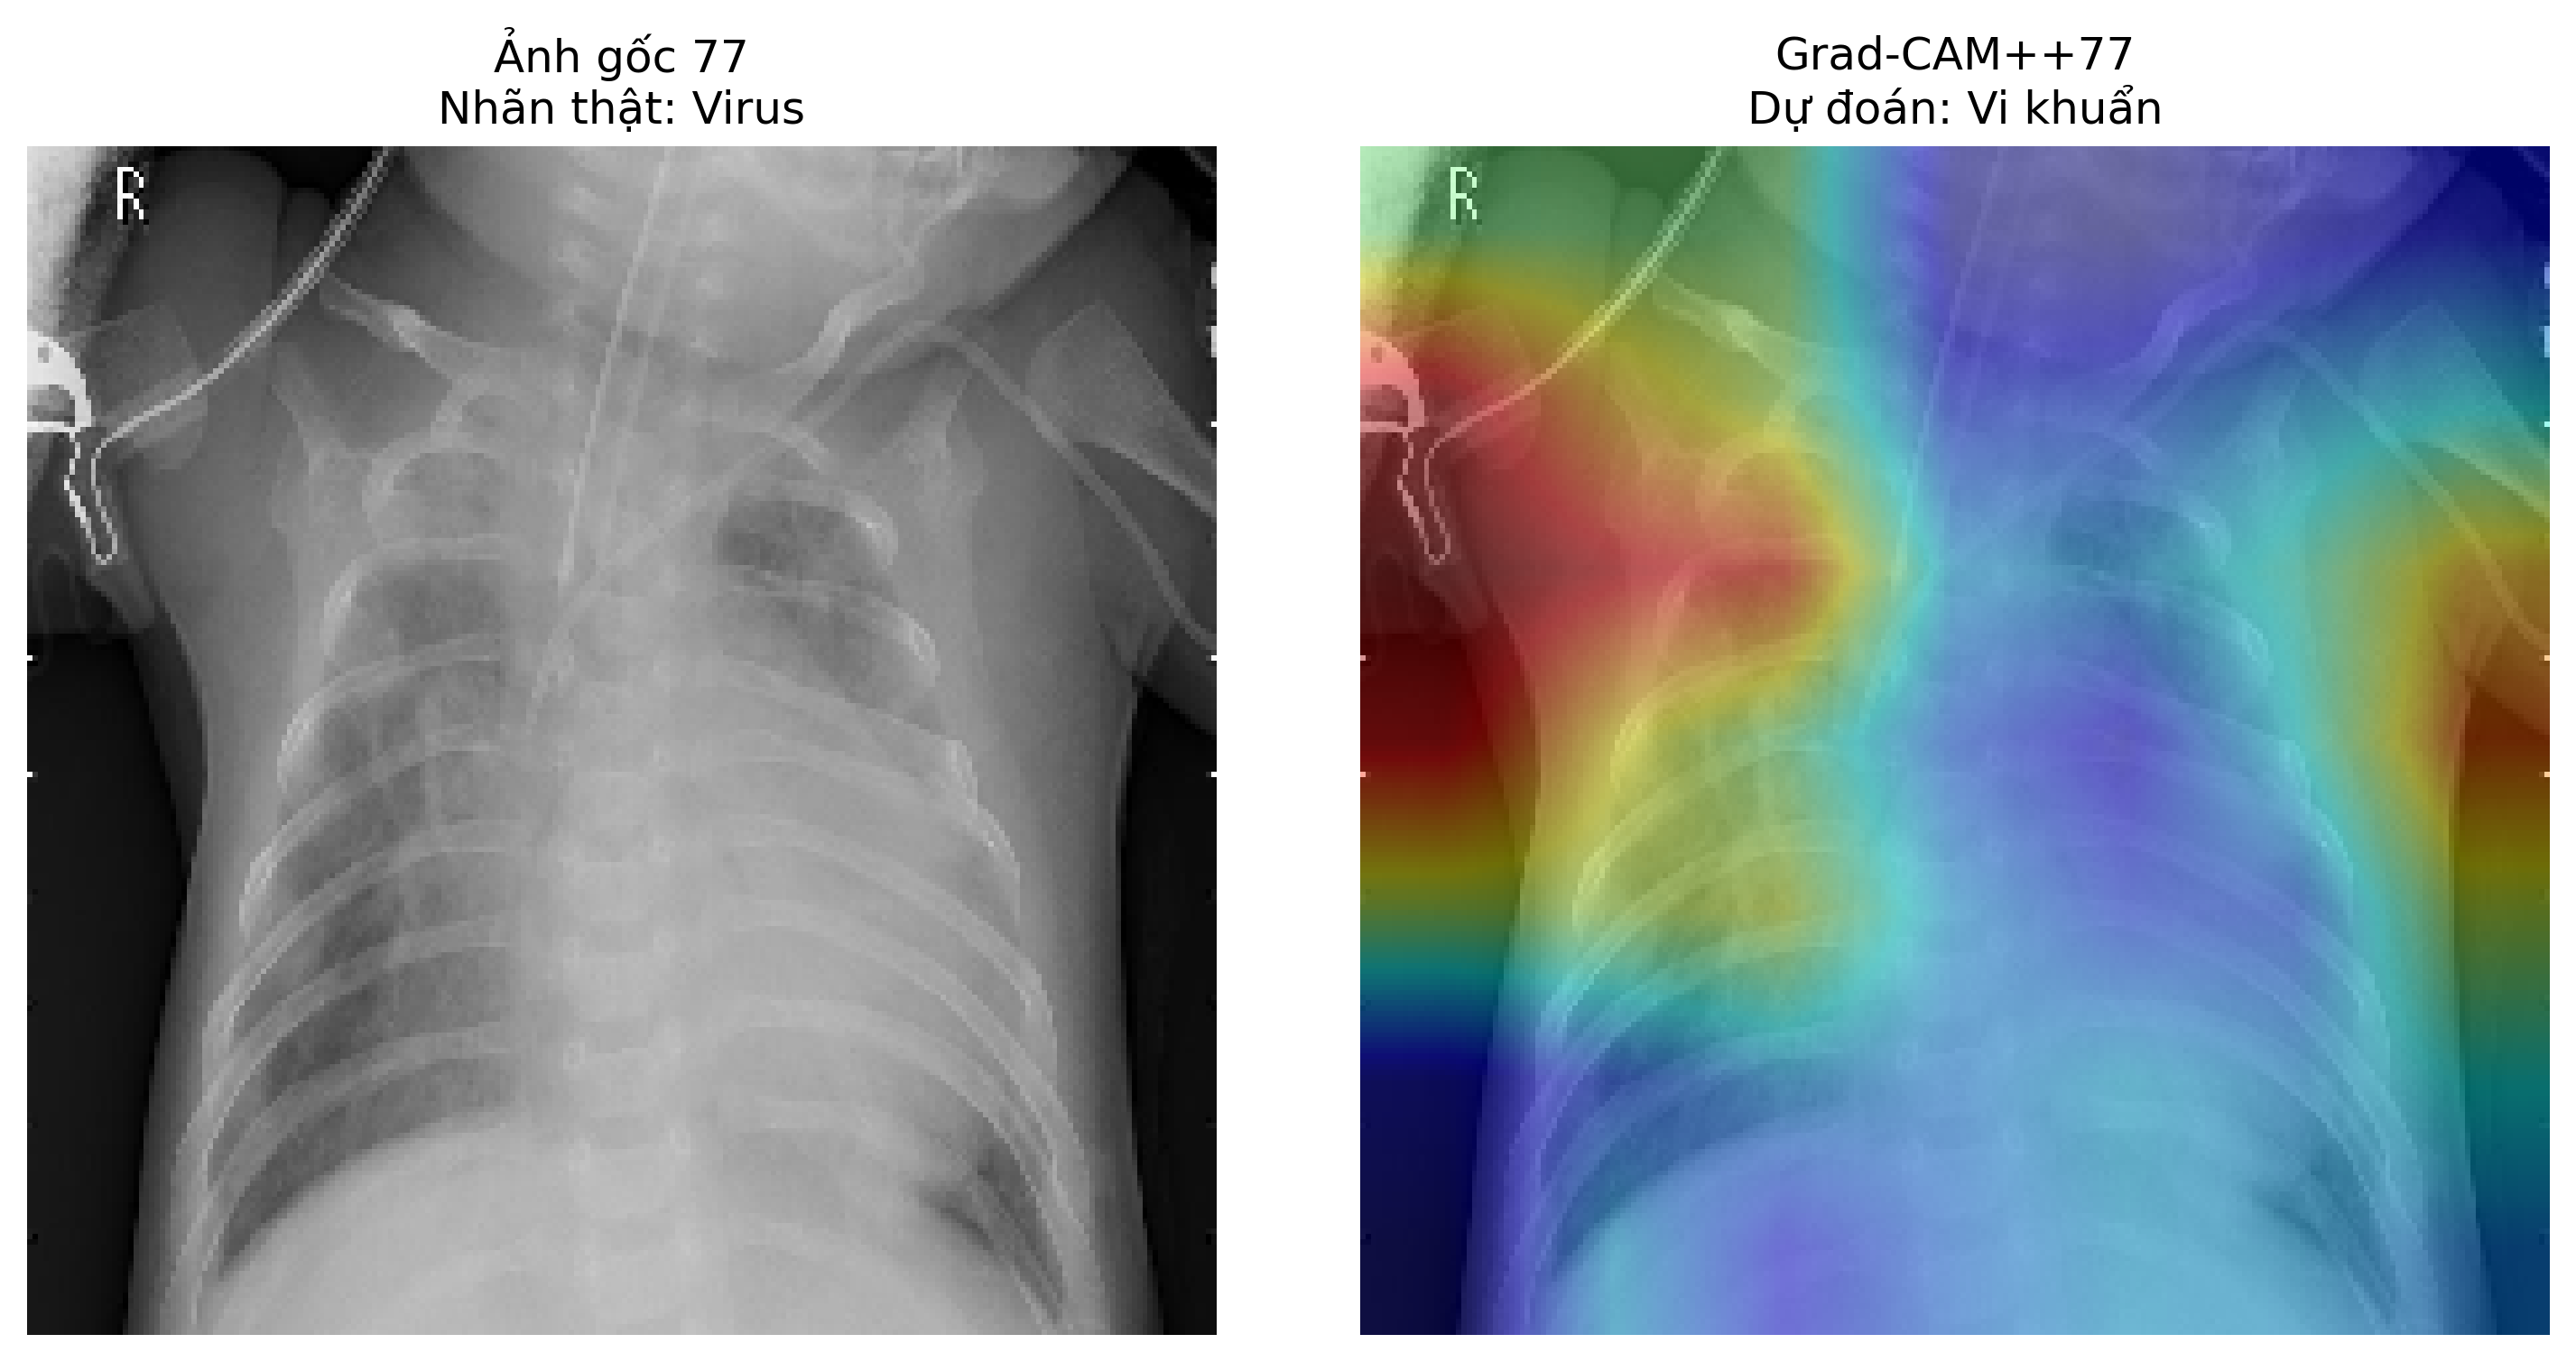 Ảnh gốc 77
Nhãn thật: Virus
Grad-CAM++77
Dự đoán: Vi khuẩn
R
R